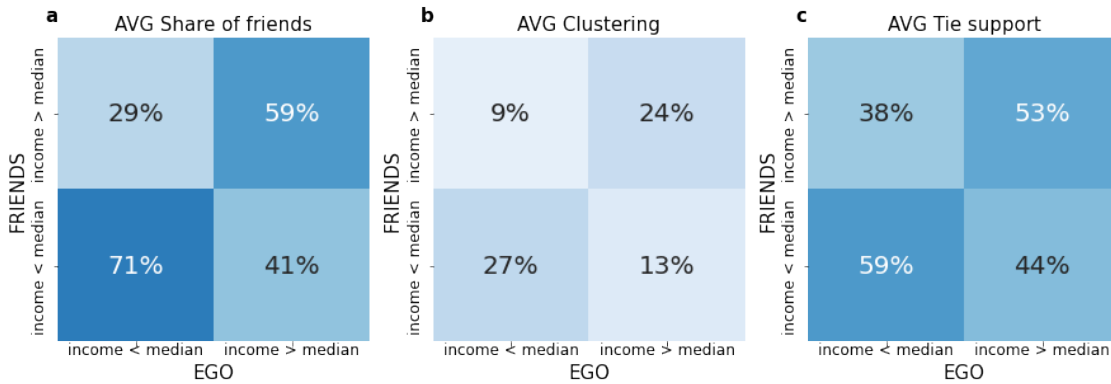 a
AVG Share of friends
FRIENDS
income > median
income < median
29%
59%
71%
41%
income < median
income > median
EGO
b
AVG Clustering
FRIENDS
income > median
income < median
9%
24%
27%
13%
income < median
income > median
EGO
c
AVG Tie support
FRIENDS
income > median
income < median
38%
53%
59%
44%
income < median
income > median
EGO